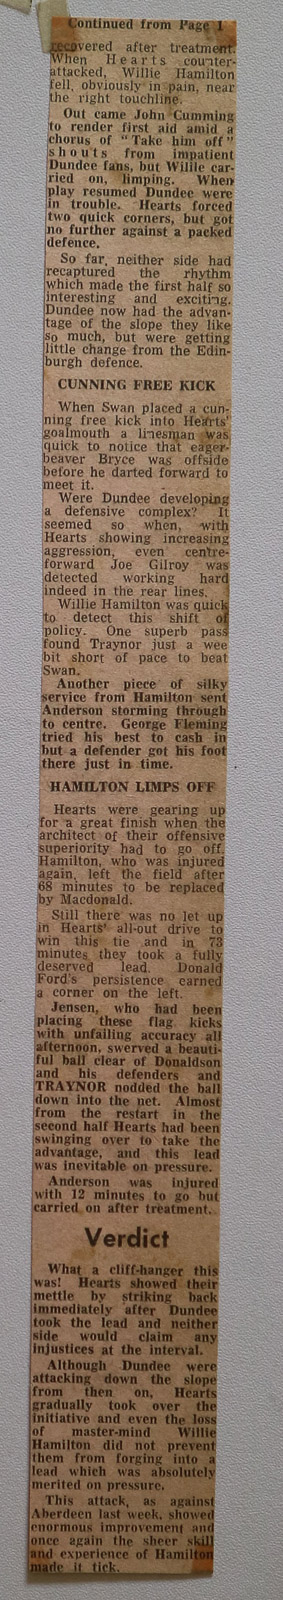 Continued from Page 1
recovered after treatment.
When Hearts counter-
attacked, Willie Hamilton
fell, obviously in pain, near
the right touchline.
Out came John Cumming
to render first aid amid a
chorus of "Take him off"
shouts from impatient
Dundee fans, but Willie car-
ried on, limping. When
play resumed Dundee were
in trouble. Hearts forced
two quick corners, but got
no further against a packed
defence.
So far, neither side had
recaptured the rhythm
which made the first half so
interesting and exciting.
Dundee now had the advan-
tage of the slope they like
so much, but were getting
little change from the Edin-
burgh defence.
CUNNING FREE KICK
When Swan placed a cun-
ning free kick into Hearts'
goalmouth a linesman was
quick to notice that eager-
beaver Bryce was offside
before he darted forward to
meet it.
Were Dundee developing
a defensive complex? It
seemed so when, with
Hearts showing increasing
aggression, even centre-
forward Joe Gilroy was
detected working hard
indeed in the rear lines.
Willie Hamilton was quick
to detect this shift of
policy. One superb pass
found Traynor just a wee
bit short of pace to beat
Swan.
Another piece of silky
service from Hamilton sent
Anderson storming through
to centre. George Fleming
tried his best to cash in
but a defender got his foot
there just in time.
HAMILTON LIMPS OFF
Hearts were gearing up
for a great finish when the
architect of their offensive
superiority had to go off.
Hamilton, who was injured
again, left the field after
68 minutes to be replaced
by Macdonald.
Still there was no let up
in Hearts' all-out drive to
win this tie and in 73
minutes they took a fully
deserved lead. Donald
Ford's persistence earned
a corner on the left.
Jensen, who had been
placing these flag kicks
with unfailing accuracy all
afternoon, swerved a beauti-
ful ball clear of Donaldson
and his defenders and
TRAYNOR nodded the ball
down into the net. Almost
from the restart in the
second half Hearts had been
swinging over to take the
advantage, and this lead
was inevitable on pressure.
Anderson was injured
with 12 minutes to go but
carried on after treatment.
Verdict
What a cliff-hanger this
was! Hearts showed their
mettle by striking back
immediately after Dundee
took the lead and neither
side would claim any
injustices at the interval.
Although Dundee were
attacking down the slope
from then on, Hearts
gradually took over the
initiative and even the loss
of master-mind Willie
Hamilton did not prevent
them from forging into a
lead which was absolutely
merited on pressure.
This attack, as against
Aberdeen last week, showed
enormous improvement and
once again the sheer skill
and experience of Hamilton
made it tick.